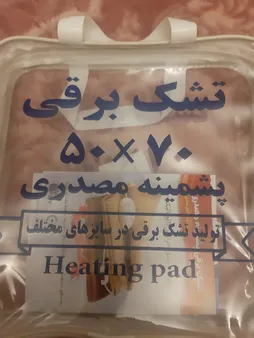 تشک برقی
۵۰×۷۰
پشمینه مصدری
تولید تشک برقی در سایزهای مختلف
Heating pad